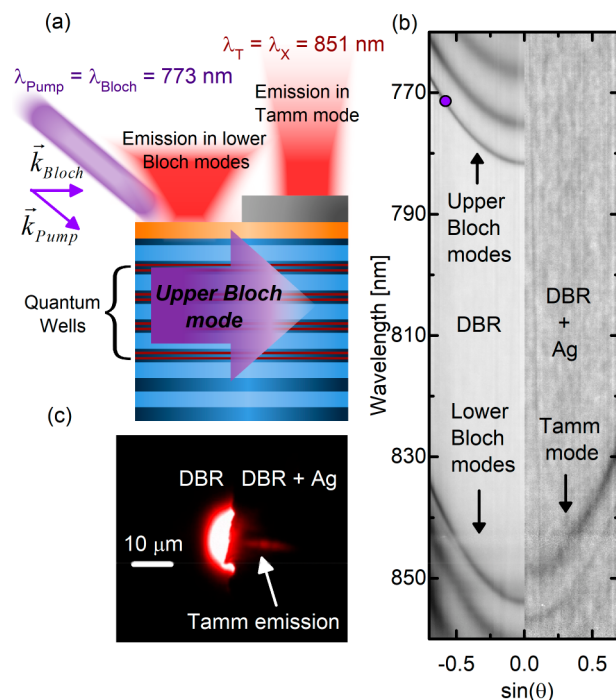 (a)
λPump = λBloch = 773 nm
λT = λX = 851 nm
Emission in
Tamm mode
Emission in lower
Bloch modes
k⃗Bloch
k⃗Pump
Quantum
Wells
Upper Bloch
mode
(c)
DBR DBR + Ag
10 μm
Tamm emission
(b)
Wavelength [nm]
770
790
810
830
850
Upper
Bloch
modes
DBR
DBR
+
Ag
Lower
Bloch
modes
Tamm
mode
-0.5 0.0 0.5
sin(θ)